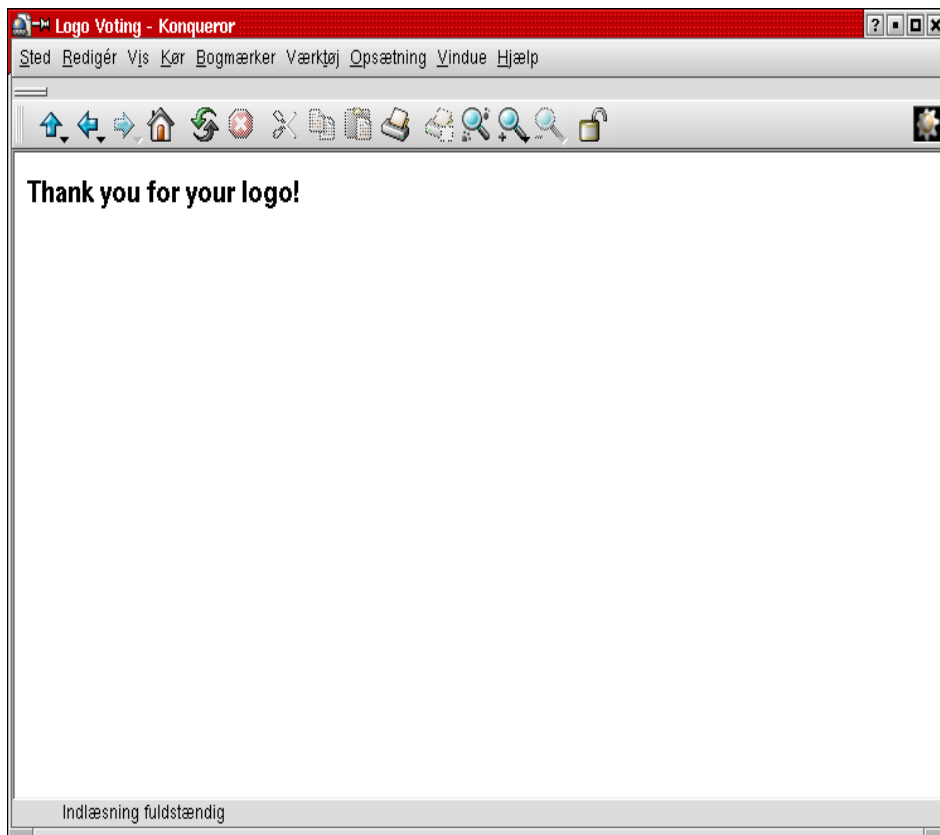 Logo Voting - Konqueror
Sted Redigér Vis Kør Bogmærker Værktøj Opsætning Vindue Hjælp
Thank you for your logo!
Indlæsning fuldstændig